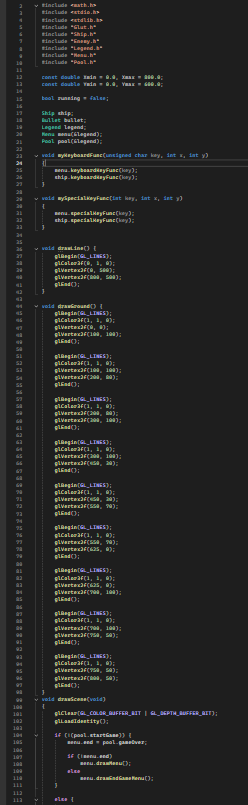 #include <math.h>
#include <stdio.h>
#include <stdlib.h>
#include "Glut.h"
#include "Ship.h"
#include "Enemy.h"
#include "Legend.h"
#include "Menu.h"
#include "Pool.h"
const double Xmin = 0.0, Xmax = 800.0;
const double Ymin = 0.0, Ymax = 600.0;
bool running = false;
Ship ship;
Bullet bullet;
Legend legend;
Menu menu(&legend);
Pool pool(&legend);
void myKeyboardFunc(unsigned char key, int x, int y)
{
menu.keyboardFunc(key);
ship.keyboardFunc(key);
}
void mySpecialKeyFunc(int key, int x, int y)
{
menu.specialFunc(key);
ship.specialFunc(key);
}
void drawLine() {
glBegin(GL_LINES);
glColor3f(0, 1, 0);
glVertex2f(0, 500);
glVertex2f(800, 500);
glEnd();
}
void drawGround() {
glBegin(GL_LINES);
glColor3f(1, 1, 0);
glVertex2f(0, 0);
glVertex2f(100, 100);
glEnd();
glBegin(GL_LINES);
glColor3f(1, 1, 0);
glVertex2f(100, 100);
glVertex2f(200, 80);
glEnd();
glBegin(GL_LINES);
glColor3f(1, 1, 0);
glVertex2f(200, 80);
glVertex2f(300, 100);
glEnd();
glBegin(GL_LINES);
glColor3f(1, 1, 0);
glVertex2f(300, 100);
glVertex2f(450, 30);
glEnd();
glBegin(GL_LINES);
glColor3f(1, 1, 0);
glVertex2f(450, 30);
glVertex2f(550, 70);
glEnd();
glBegin(GL_LINES);
glColor3f(1, 1, 0);
glVertex2f(550, 70);
glVertex2f(625, 0);
glEnd();
glBegin(GL_LINES);
glColor3f(1, 1, 0);
glVertex2f(625, 0);
glVertex2f(700, 100);
glEnd();
glBegin(GL_LINES);
glColor3f(1, 1, 0);
glVertex2f(700, 100);
glVertex2f(750, 50);
glEnd();
glBegin(GL_LINES);
glColor3f(1, 1, 0);
glVertex2f(750, 50);
glVertex2f(800, 50);
glEnd();
}
void drawScene(void)
{
glClear(GL_COLOR_BUFFER_BIT | GL_DEPTH_BUFFER_BIT);
glLoadIdentity();
if (!(pool.startGame)) {
menu.end = pool.gameOver;
if (!menu.end)
menu.drawMenu();
else
menu.drawEndGameMenu();
}
else {